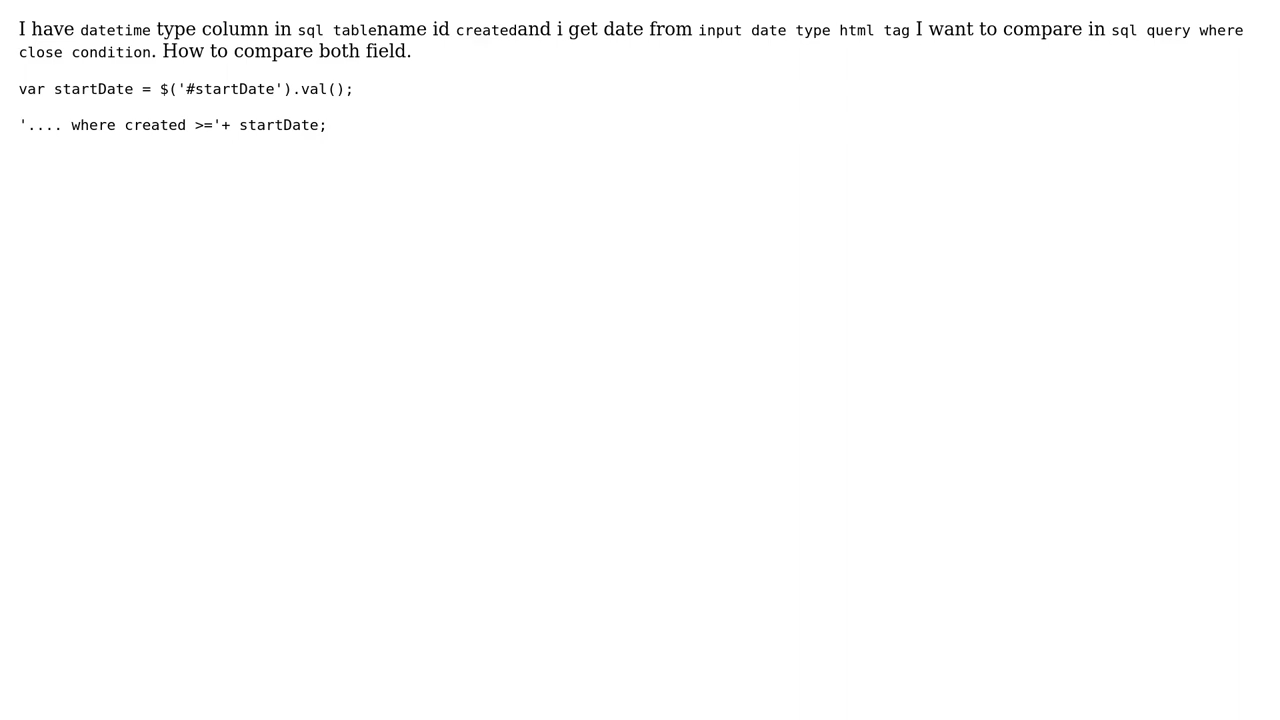 I have datetime type column in sql tablename id createdand i get date from input date type html tag I want to compare in sql query where
close condition. How to compare both field.
var startDate = $('#startDate').val();
'.... where created >='+ startDate;